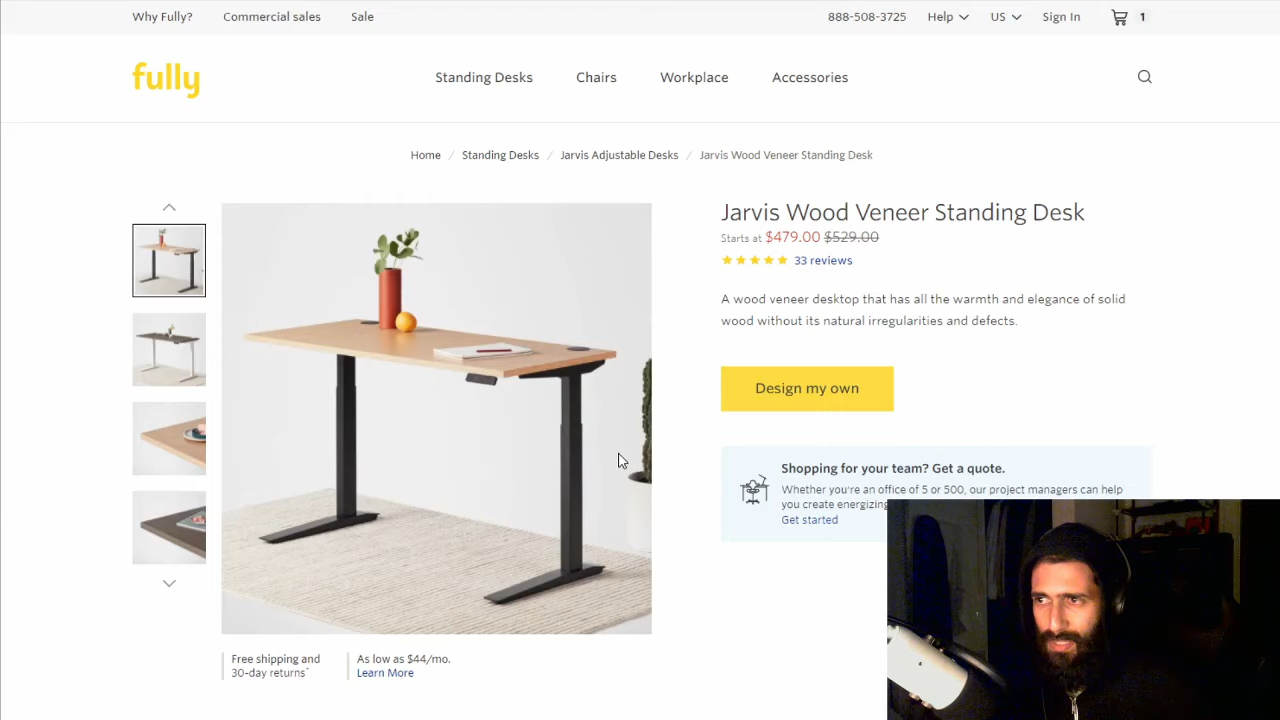 Why Fully? Commercial sales Sale 888-508-3725 Help US Sign In 1
fully Standing Desks Chairs Workplace Accessories
Home / Standing Desks / Jarvis Adjustable Desks / Jarvis Wood Veneer Standing Desk
Jarvis Wood Veneer Standing Desk
Starts at $479.00 $529.00
33 reviews
A wood veneer desktop that has all the warmth and elegance of solid
wood without its natural irregularities and defects.
Design my own
Shopping for your team? Get a quote.
Whether you're an office of 5 or 500, our project managers can help
you create energizing
Get started
Free shipping and
30-day returns*
As low as $44/mo.
Learn More